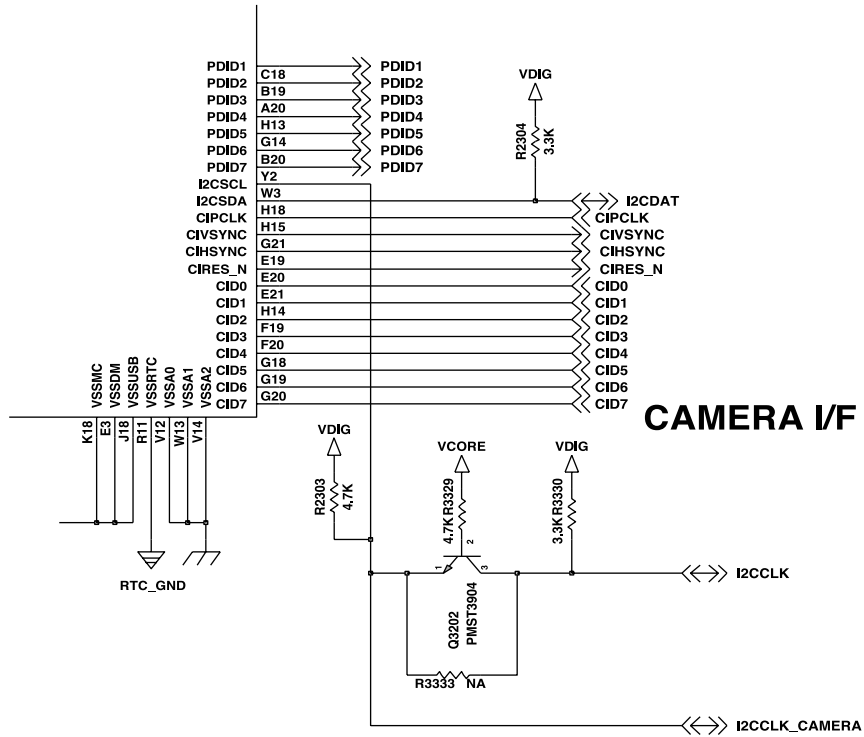 PDID1 PDID1
C18
PDID2 PDID2
B19
PDID3 PDID3
A20
PDID4 PDID4
H13
PDID5 PDID5
G14
PDID6 PDID6
B20
PDID7 PDID7
Y2
I2CSCL
W3
I2CSDA I2CDAT
H18
CIPCLK CIPCLK
H15
CIVSYNC CIVSYNC
G21
CIHSYNC CIHSYNC
E19
CIRES_N CIRES_N
E20
CID0 CID0
E21
CID1 CID1
H14
CID2 CID2
F19
CID3 CID3
F20
CID4 CID4
G18
CID5 CID5
G19
CID6 CID6
G20
CID7 CID7
VDIG
R2304
3.3K
VSSMC
VSSDM
VSSUSB
VSSRTC
VSSA0
VSSA1
VSSA2
K18
E3
J18
R11
V12
W13
V14
RTC_GND
CAMERA I/F
VDIG
R2303
4.7K
VCORE
4.7K R3329
VDIG
3.3K R3330
1
2
3
Q3202
PMST3904
R3333 NA
I2CCLK
I2CCLK_CAMERA